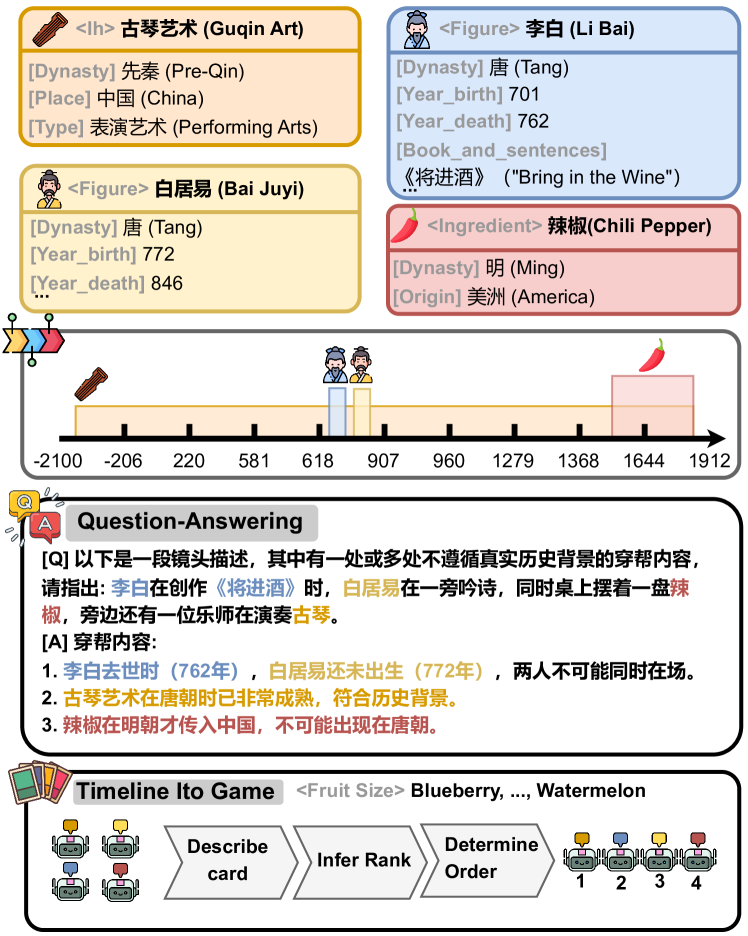 <Ih> 古琴艺术 (Guqin Art)
[Dynasty] 先秦 (Pre-Qin)
[Place] 中国 (China)
[Type] 表演艺术 (Performing Arts)
<Figure> 李白 (Li Bai)
[Dynasty] 唐 (Tang)
[Year_birth] 701
[Year_death] 762
[Book_and_sentences]
《将进酒》 ("Bring in the Wine")
...
<Figure> 白居易 (Bai Juyi)
[Dynasty] 唐 (Tang)
[Year_birth] 772
[Year_death] 846
...
<Ingredient> 辣椒(Chili Pepper)
[Dynasty] 明 (Ming)
[Origin] 美洲 (America)
-2100 -206 220 581 618 907 960 1279 1368 1644 1912
Q
A
Question-Answering
[Q] 以下是一段镜头描述，其中有一处或多处不遵循真实历史背景的穿帮内容，
请指出: 李白在创作《将进酒》时，白居易在一旁吟诗，同时桌上摆着一盘辣
椒，旁边还有一位乐师在演奏古琴。
[A] 穿帮内容:
1. 李白去世时（762年），白居易还未出生（772年），两人不可能同时在场。
2. 古琴艺术在唐朝时已非常成熟，符合历史背景。
3. 辣椒在明朝才传入中国，不可能出现在唐朝。
Timeline Ito Game <Fruit Size> Blueberry, ..., Watermelon
Describe
card
Infer Rank
Determine
Order
1 2 3 4